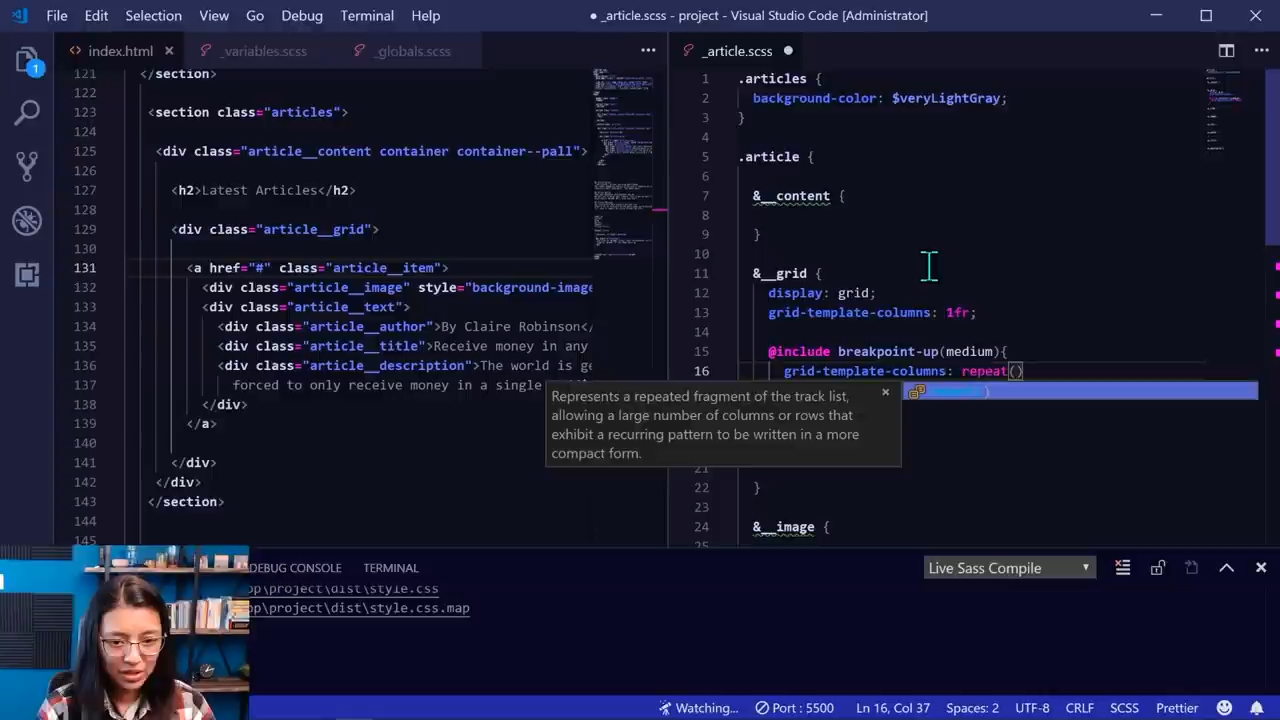 File Edit Selection View Go Debug Terminal Help
● _article.scss - project - Visual Studio Code [Administrator]
index.html
_variables.scss
_globals.scss
_article.scss
1
121 </section>
122
123 <section class="articles">
124
125 <div class="article__content container container--pall">
126
127 <h2>Latest Articles</h2>
128
129 <div class="article__grid">
130
131 <a href="#" class="article__item">
132 <div class="article__image" style="background-image
133 <div class="article__text">
134 <div class="article__author">By Claire Robinson</
135 <div class="article__title">Receive money in any
136 <div class="article__description">The world is ge
137 forced to only receive money in a single
138 </div>
139 </a>
140
141 </div>
142 </div>
143 </section>
144
145
1 .articles {
2 background-color: $veryLightGray;
3 }
4
5 .article {
6
7 &__content {
8
9 }
10
11 &__grid {
12 display: grid;
13 grid-template-columns: 1fr;
14
15 @include breakpoint-up(medium){
16 grid-template-columns: repeat()
Represents a repeated fragment of the track list,
allowing a large number of columns or rows that
exhibit a recurring pattern to be written in a more
compact form.
21
22 }
23
24 &__image {
25
DEBUG CONSOLE TERMINAL
Live Sass Compile
pp\project\dist\style.css
pp\project\dist\style.css.map
Watching... Port : 5500 Ln 16, Col 37 Spaces: 2 UTF-8 CRLF SCSS Prettier